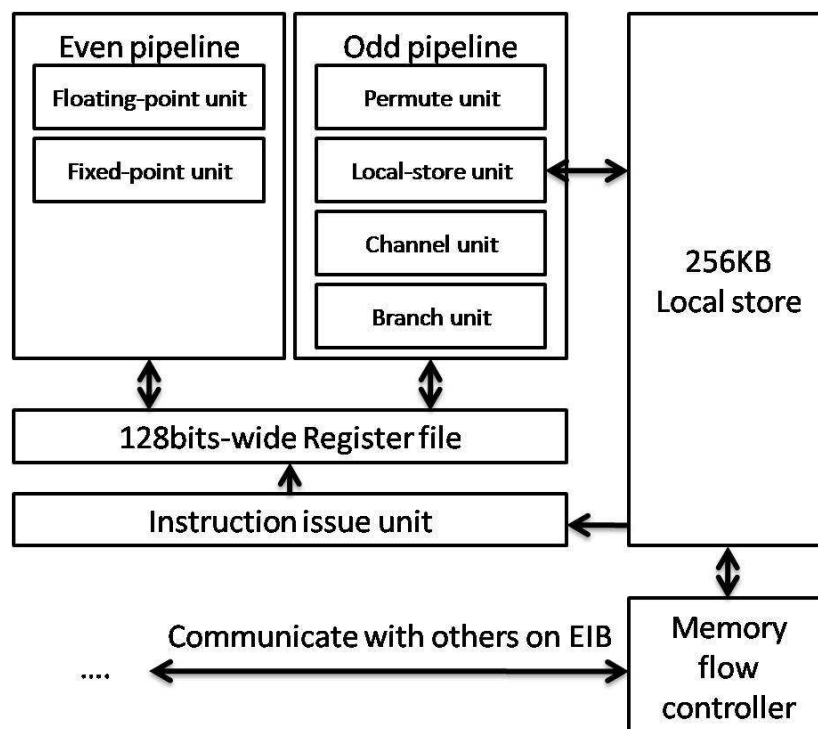 Even pipeline
Floating-point unit
Fixed-point unit
Odd pipeline
Permute unit
Local-store unit
Channel unit
Branch unit
256KB
Local store
128bits-wide Register file
Instruction issue unit
Communicate with others on EIB
....
Memory
flow
controller